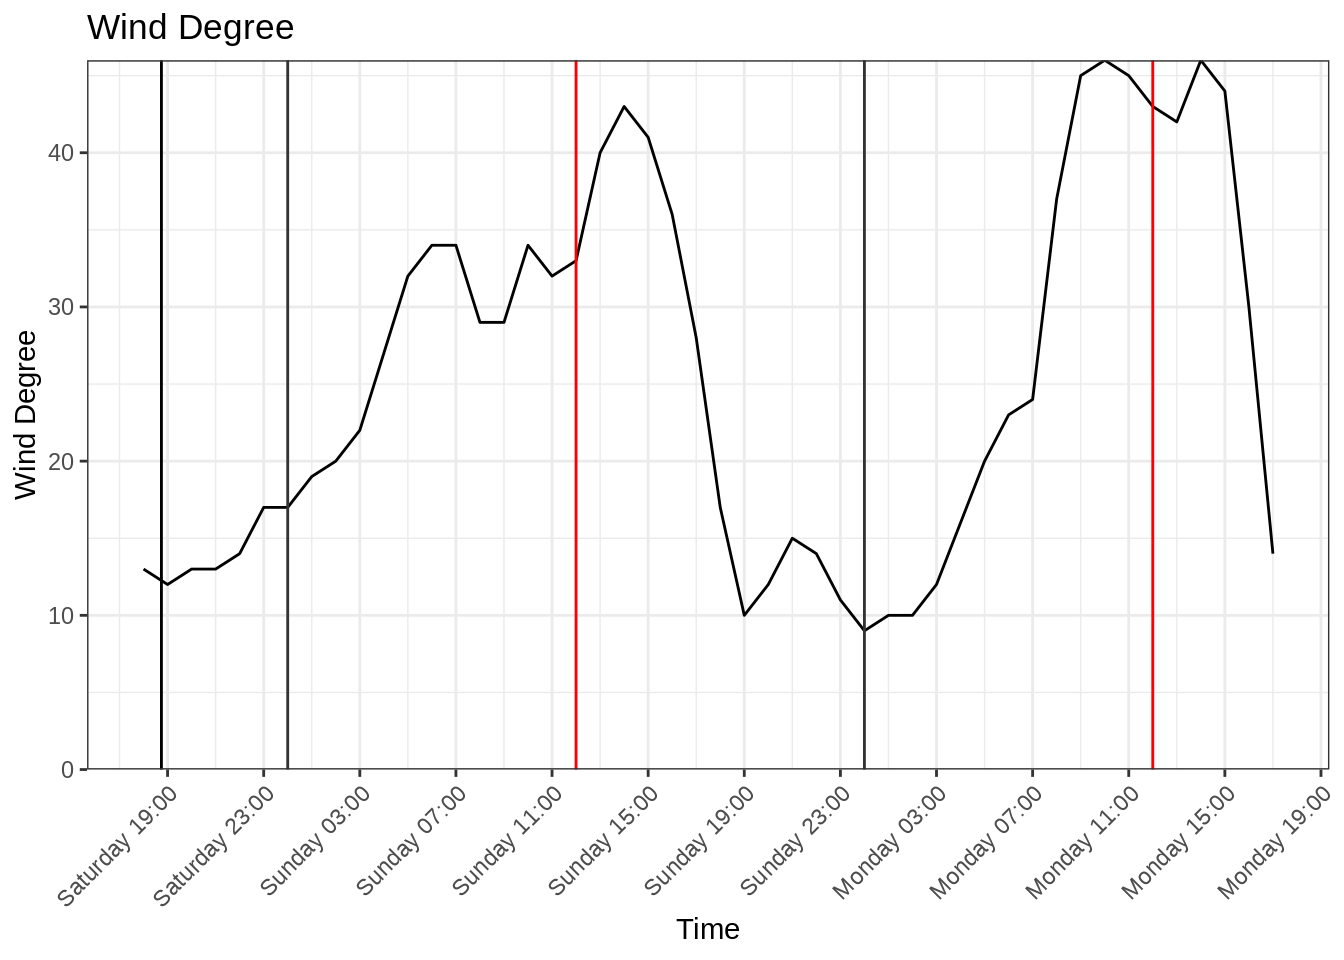 Wind Degree
Wind Degree
40
30
20
10
0
Saturday 19:00
Saturday 23:00
Sunday 03:00
Sunday 07:00
Sunday 11:00
Sunday 15:00
Sunday 19:00
Sunday 23:00
Monday 03:00
Monday 07:00
Monday 11:00
Monday 15:00
Monday 19:00
Time